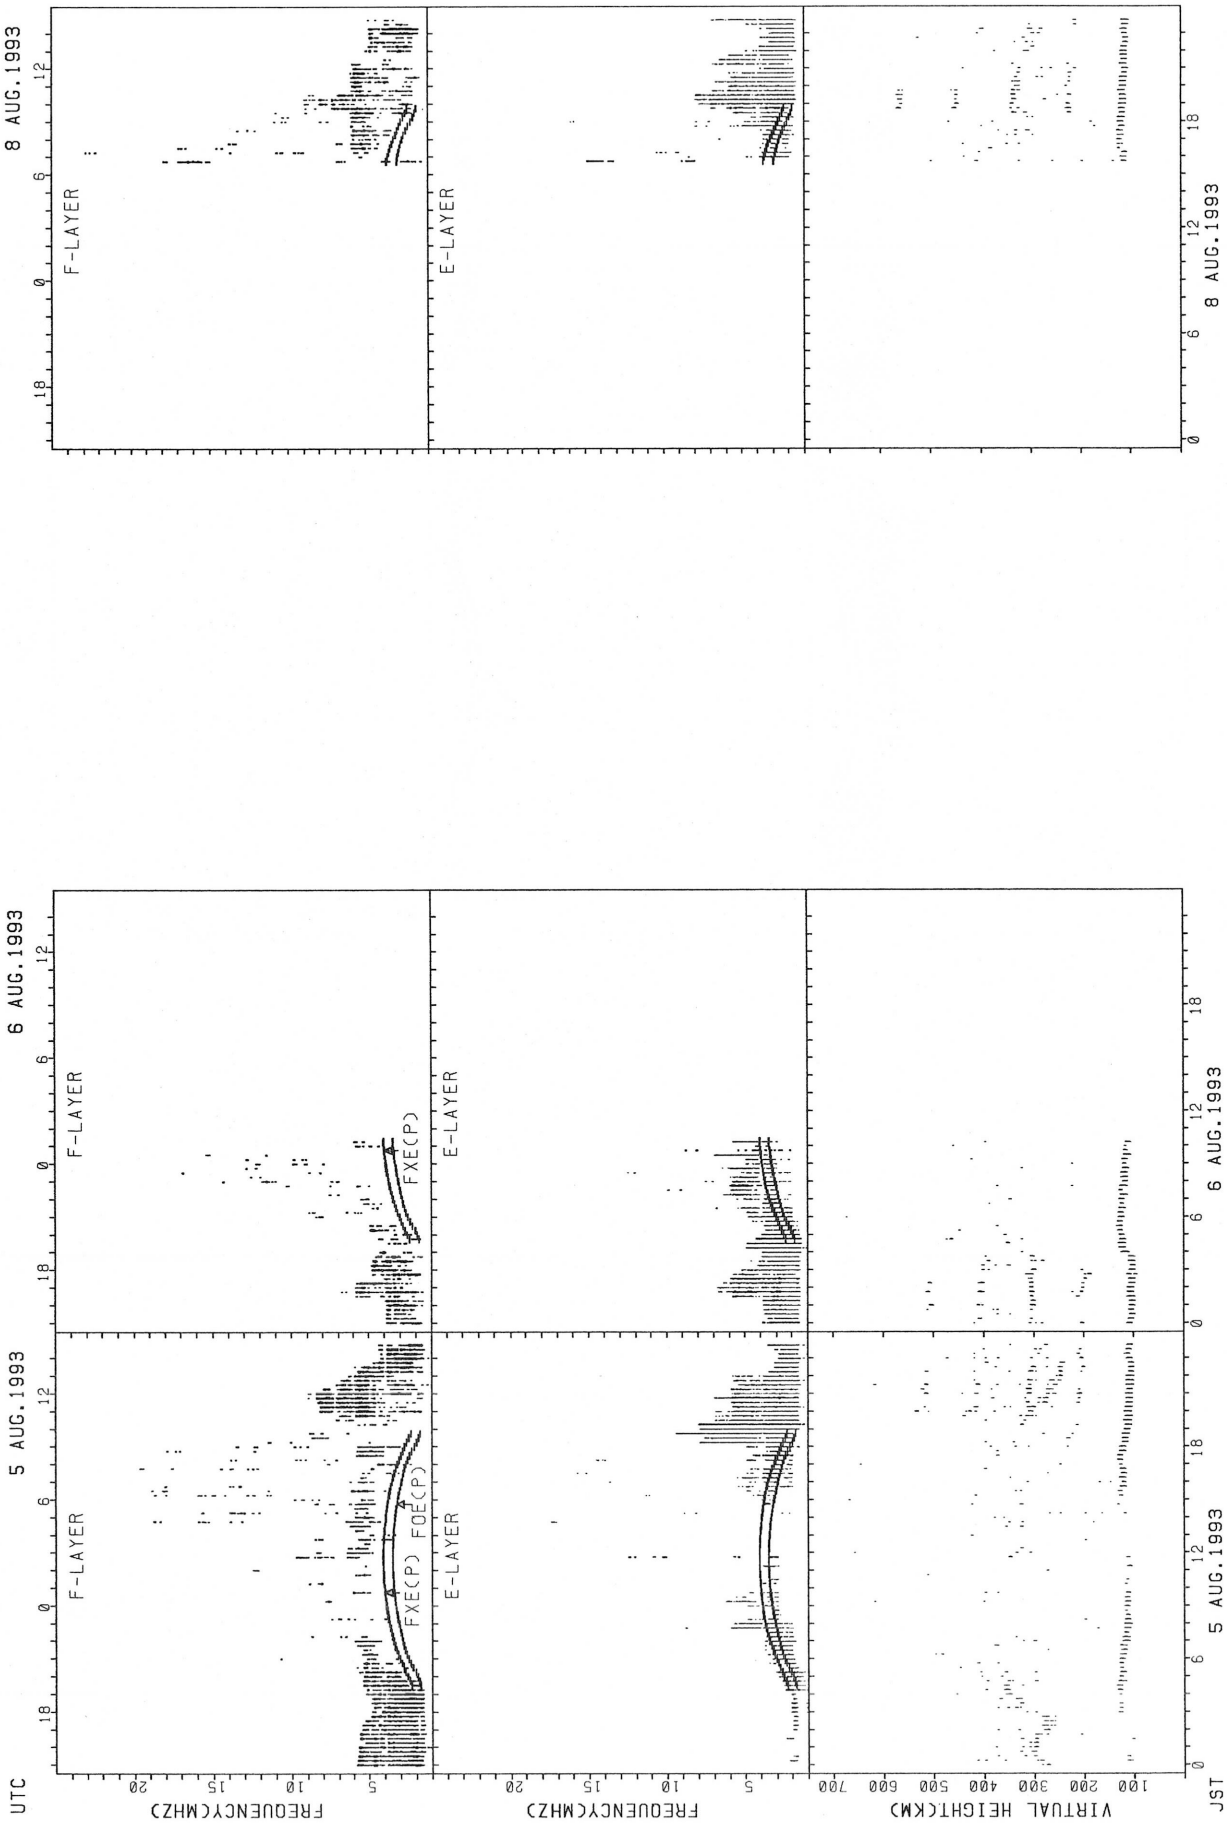 UTC
5 AUG.1993
6 AUG.1993
8 AUG.1993
18
0
6
12
18
0
6
12
18
0
6
12
F-LAYER
F-LAYER
F-LAYER
FXE(P)
FOE(P)
FXE(P)
FREQUENCY(MHZ)
20
15
10
5
E-LAYER
E-LAYER
E-LAYER
FREQUENCY(MHZ)
20
15
10
5
VIRTUAL HEIGHT(KM)
700
600
500
400
300
200
100
0
6
12
18
0
6
12
18
0
6
12
18
JST
5 AUG.1993
6 AUG.1993
8 AUG.1993